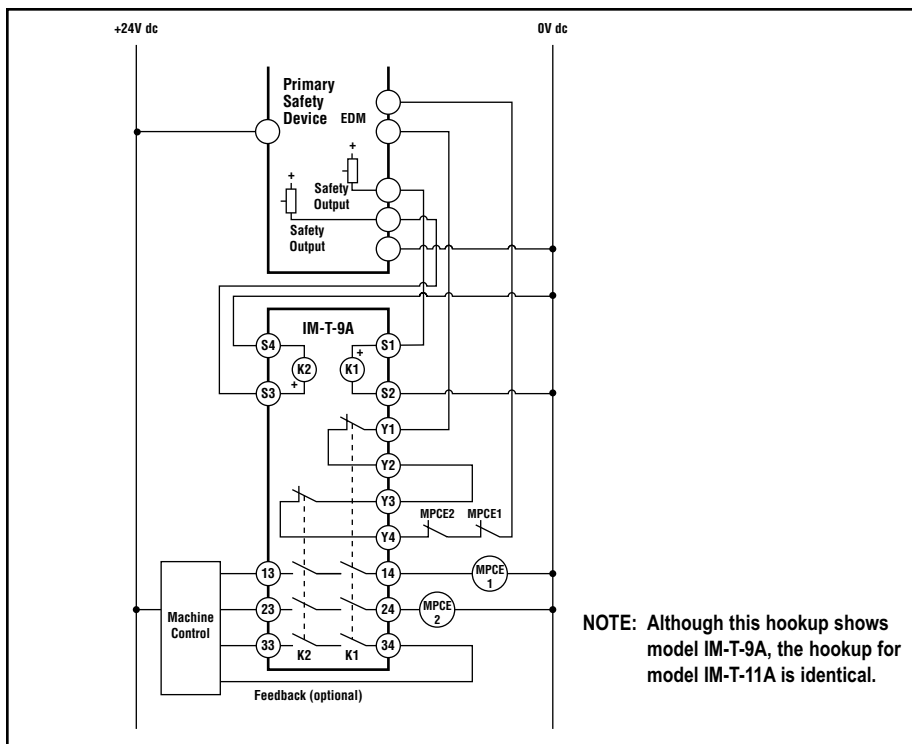 +24V dc
0V dc
Primary
Safety
Device
EDM
+
+
Safety
Output
Safety
Output
IM-T-9A
S4
S1
K2
+
K1
+
S3
S2
Y1
Y2
Y3
MPCE2
MPCE1
Y4
13
14
MPCE
1
Machine
Control
23
24
MPCE
2
33
K2
K1
34
Feedback (optional)
NOTE: Although this hookup shows
model IM-T-9A, the hookup for
model IM-T-11A is identical.